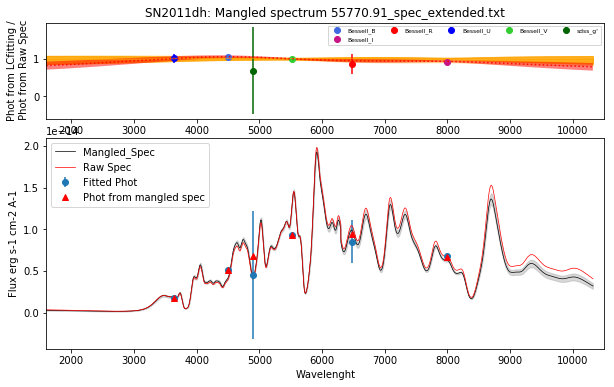 SN2011dh: Mangled spectrum 55770.91_spec_extended.txt
Phot from LCfitting /
Phot from Raw Spec
Bessell_B
Bessell_I
Bessell_R
Bessell_U
Bessell_V
sdss_g'
1
0
2000 3000 4000 5000 6000 7000 8000 9000 10000
Flux erg s-1 cm-2 A-1
2.0
1.5
1.0
0.5
0.0
Mangled_Spec
Raw Spec
Fitted Phot
Phot from mangled spec
2000 3000 4000 5000 6000 7000 8000 9000 10000
Wavelenght